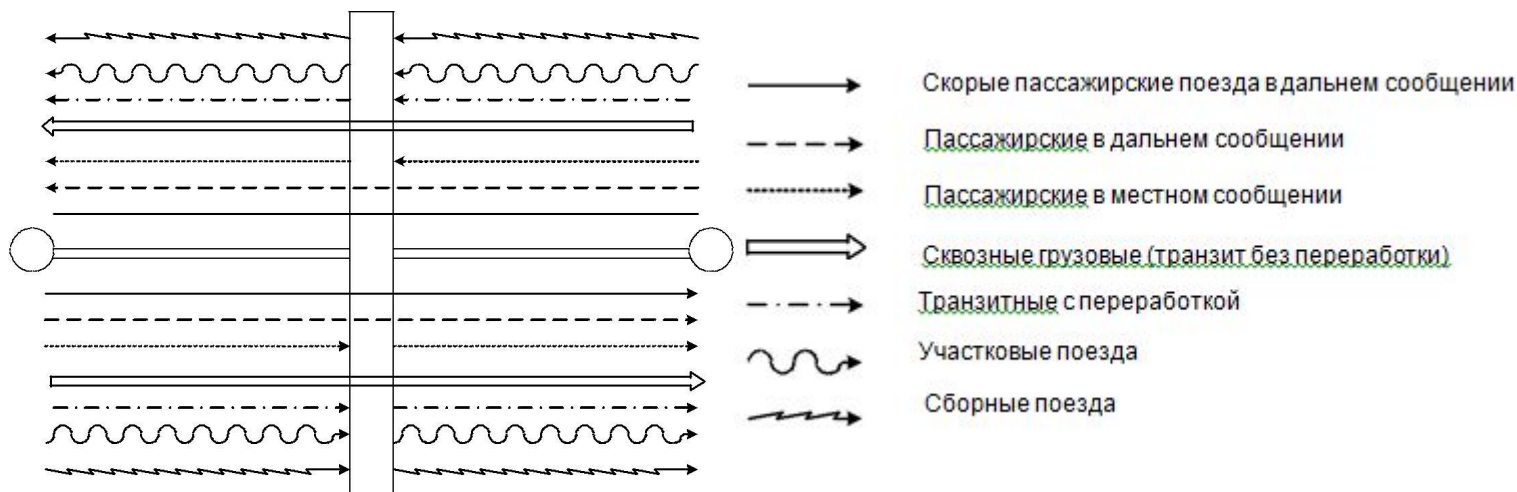 Скорые пассажирские поезда в дальнем сообщении
Пассажирские в дальнем сообщении
Пассажирские в местном сообщении
Сквозные грузовые (транзит без переработки)
Транзитные с переработкой
Участковые поезда
Сборные поезда